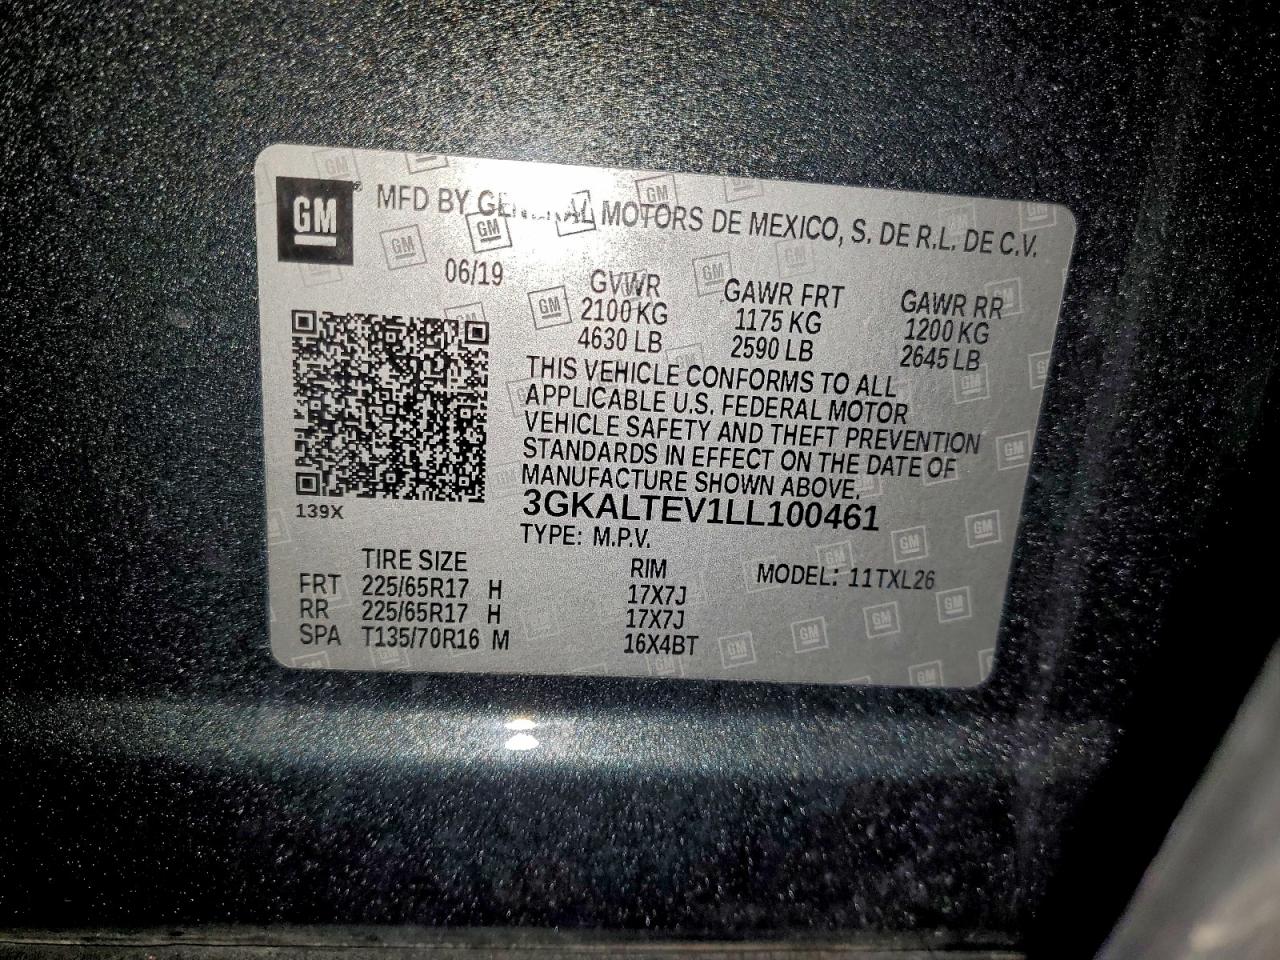 GM
MFD BY GENERAL MOTORS DE MEXICO, S. DE R.L. DE C.V.
06/19
GVWR GAWR FRT GAWR RR
2100 KG 1175 KG 1200 KG
4630 LB 2590 LB 2645 LB
THIS VEHICLE CONFORMS TO ALL
APPLICABLE U.S. FEDERAL MOTOR
VEHICLE SAFETY AND THEFT PREVENTION
STANDARDS IN EFFECT ON THE DATE OF
MANUFACTURE SHOWN ABOVE.
3GKALTEV1LL100461
TYPE: M.P.V.
139X
TIRE SIZE RIM MODEL: 11TXL26
FRT 225/65R17 H 17X7J
RR 225/65R17 H 17X7J
SPA T135/70R16 M 16X4BT